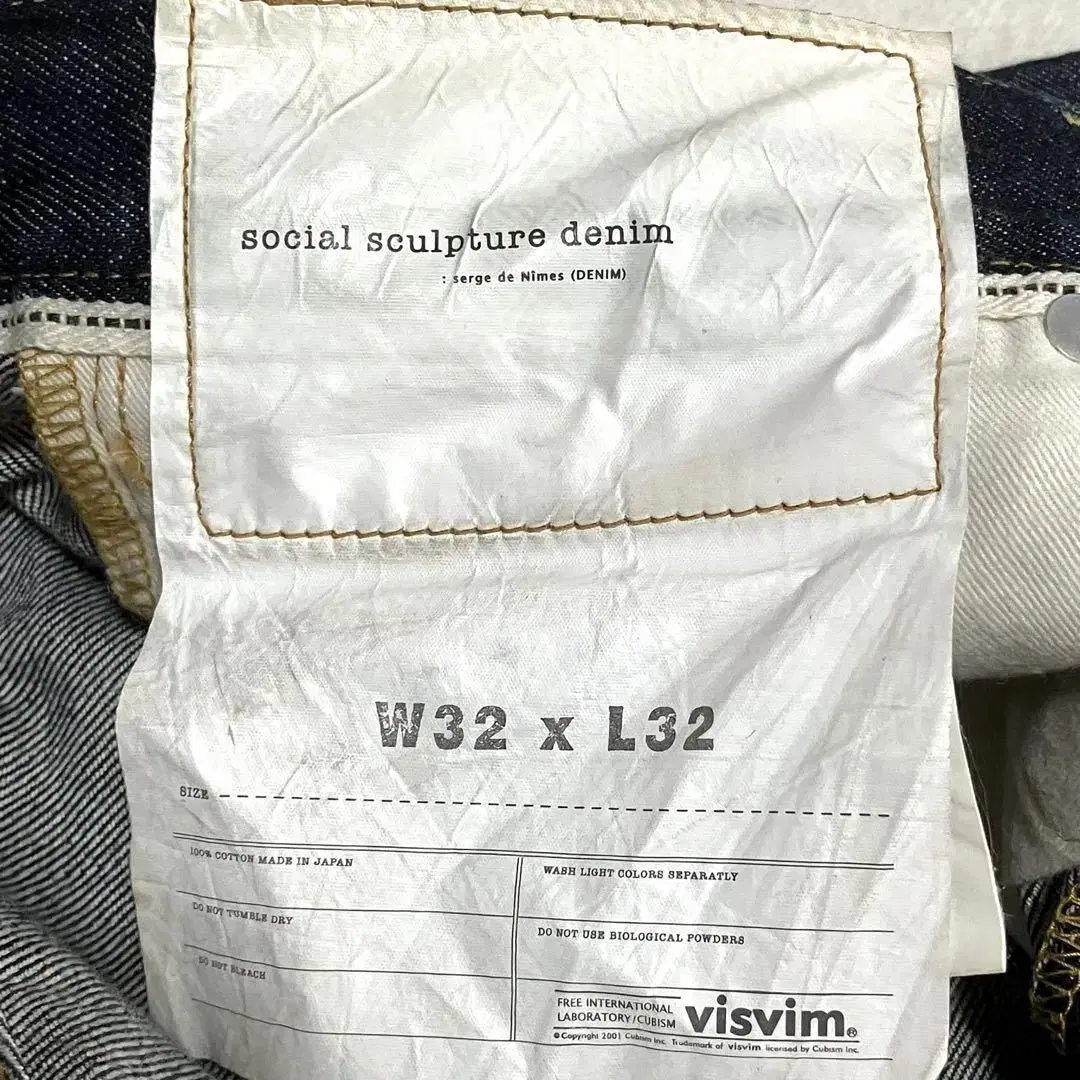 social sculpture denim
: serge de Nîmes (DENIM)
W32 x L32
SIZE
100% COTTON MADE IN JAPAN
WASH LIGHT COLORS SEPARATLY
DO NOT TUMBLE DRY
DO NOT USE BIOLOGICAL POWDERS
DO NOT BLEACH
FREE INTERNATIONAL
LABORATORY/CUBISM
visvim®
©Copyright 2001 Cubism Inc. Trademark of visvim licensed by Cubism Inc.